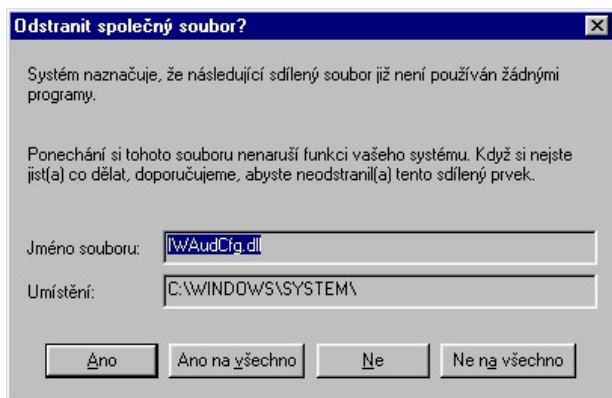 Odstranit společný soubor?
Systém naznačuje, že následující sdílený soubor již není používán žádnými
programy.
Ponechání si tohoto souboru nenaruší funkci vašeho systému. Když si nejste
jist(a) co dělat, doporučujeme, abyste neodstranil(a) tento sdílený prvek.
Jméno souboru: IWAudCfg.dll
Umístění: C:\WINDOWS\SYSTEM\
Ano Ano na všechno Ne Ne na všechno